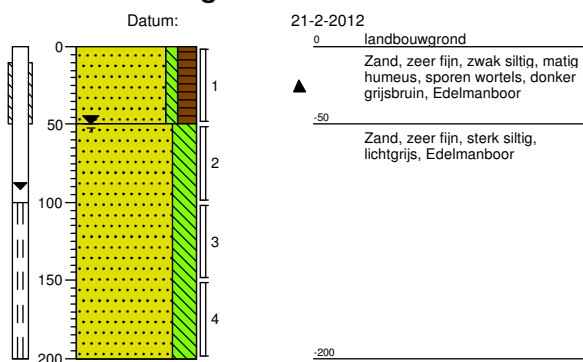 Datum: 21-2-2012
0
50
100
150
200
1
2
3
4
0 landbouwgrond
Zand, zeer fijn, zwak siltig, matig
humeus, sporen wortels, donker
grijsbruin, Edelmanboor
-50
Zand, zeer fijn, sterk siltig,
lichtgrijs, Edelmanboor
-200